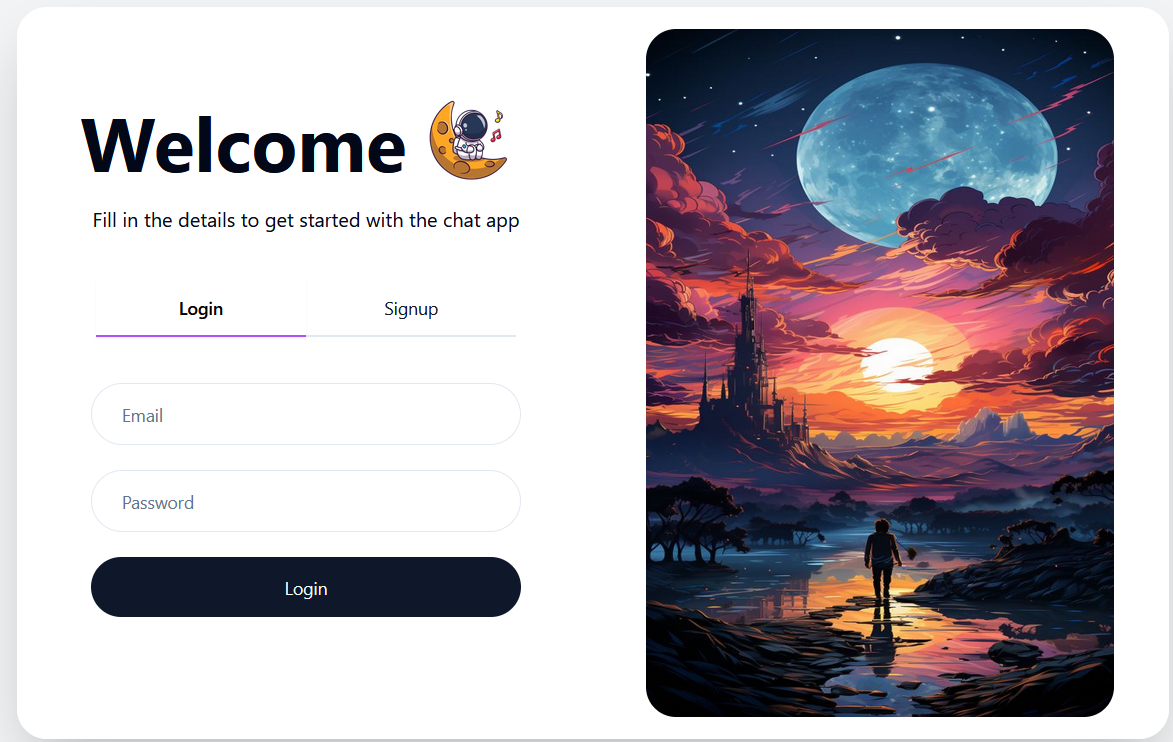 Welcome
Fill in the details to get started with the chat app
Login Signup
Email
Password
Login